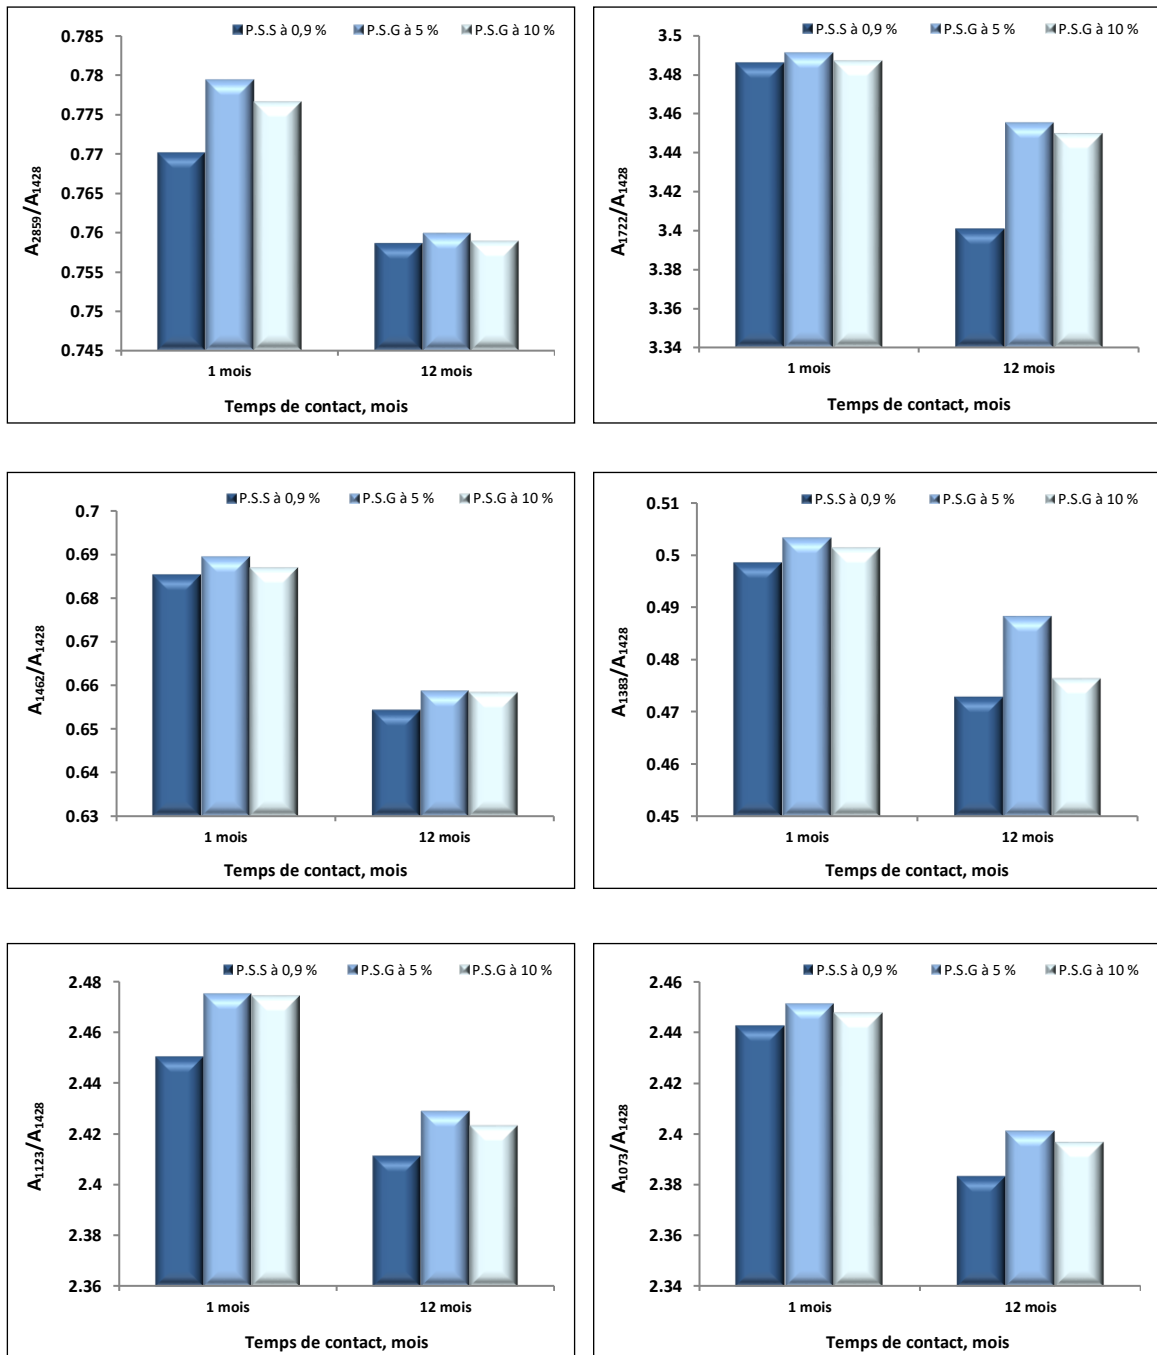 P.S.S à 0,9 % P.S.G à 5 % P.S.G à 10 %
0.785
0.78
0.775
0.77
0.765
0.76
0.755
0.75
0.745
A2859/A1428
1 mois 12 mois
Temps de contact, mois
P.S.S à 0,9 % P.S.G à 5 % P.S.G à 10 %
3.5
3.48
3.46
3.44
3.42
3.4
3.38
3.36
3.34
A1722/A1428
1 mois 12 mois
Temps de contact, mois
P.S.S à 0,9 % P.S.G à 5 % P.S.G à 10 %
0.7
0.69
0.68
0.67
0.66
0.65
0.64
0.63
A1462/A1428
1 mois 12 mois
Temps de contact, mois
P.S.S à 0,9 % P.S.G à 5 % P.S.G à 10 %
0.51
0.5
0.49
0.48
0.47
0.46
0.45
A1383/A1428
1 mois 12 mois
Temps de contact, mois
P.S.S à 0,9 % P.S.G à 5 % P.S.G à 10 %
2.48
2.46
2.44
2.42
2.4
2.38
2.36
A1123/A1428
1 mois 12 mois
Temps de contact, mois
P.S.S à 0,9 % P.S.G à 5 % P.S.G à 10 %
2.46
2.44
2.42
2.4
2.38
2.36
2.34
A1073/A1428
1 mois 12 mois
Temps de contact, mois